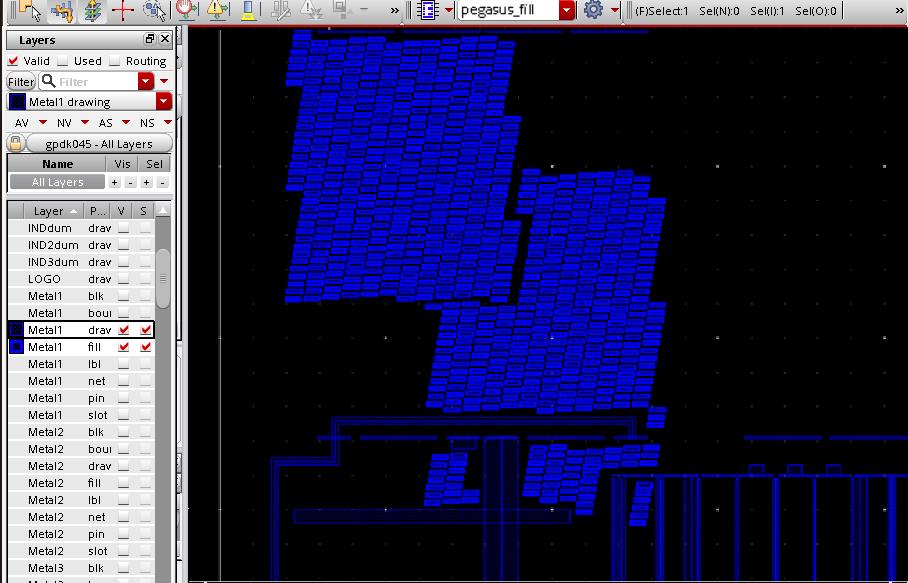 pegasus_fill
(F)Select:1 Sel(N):0 Sel(I):1 Sel(O):0
»
»
Layers
Valid Used Routing
Filter Filter
Metal1 drawing
AV NV AS NS
gpdk045 - All Layers
Name Vis Sel
All Layers + - + -
Layer P... V S
INDdum drav
IND2dum drav
IND3dum drav
LOGO drav
Metal1 blk
Metal1 bour
Metal1 drav
Metal1 fill
Metal1 lbl
Metal1 net
Metal1 pin
Metal1 slot
Metal2 blk
Metal2 bour
Metal2 drav
Metal2 fill
Metal2 lbl
Metal2 net
Metal2 pin
Metal2 slot
Metal3 blk